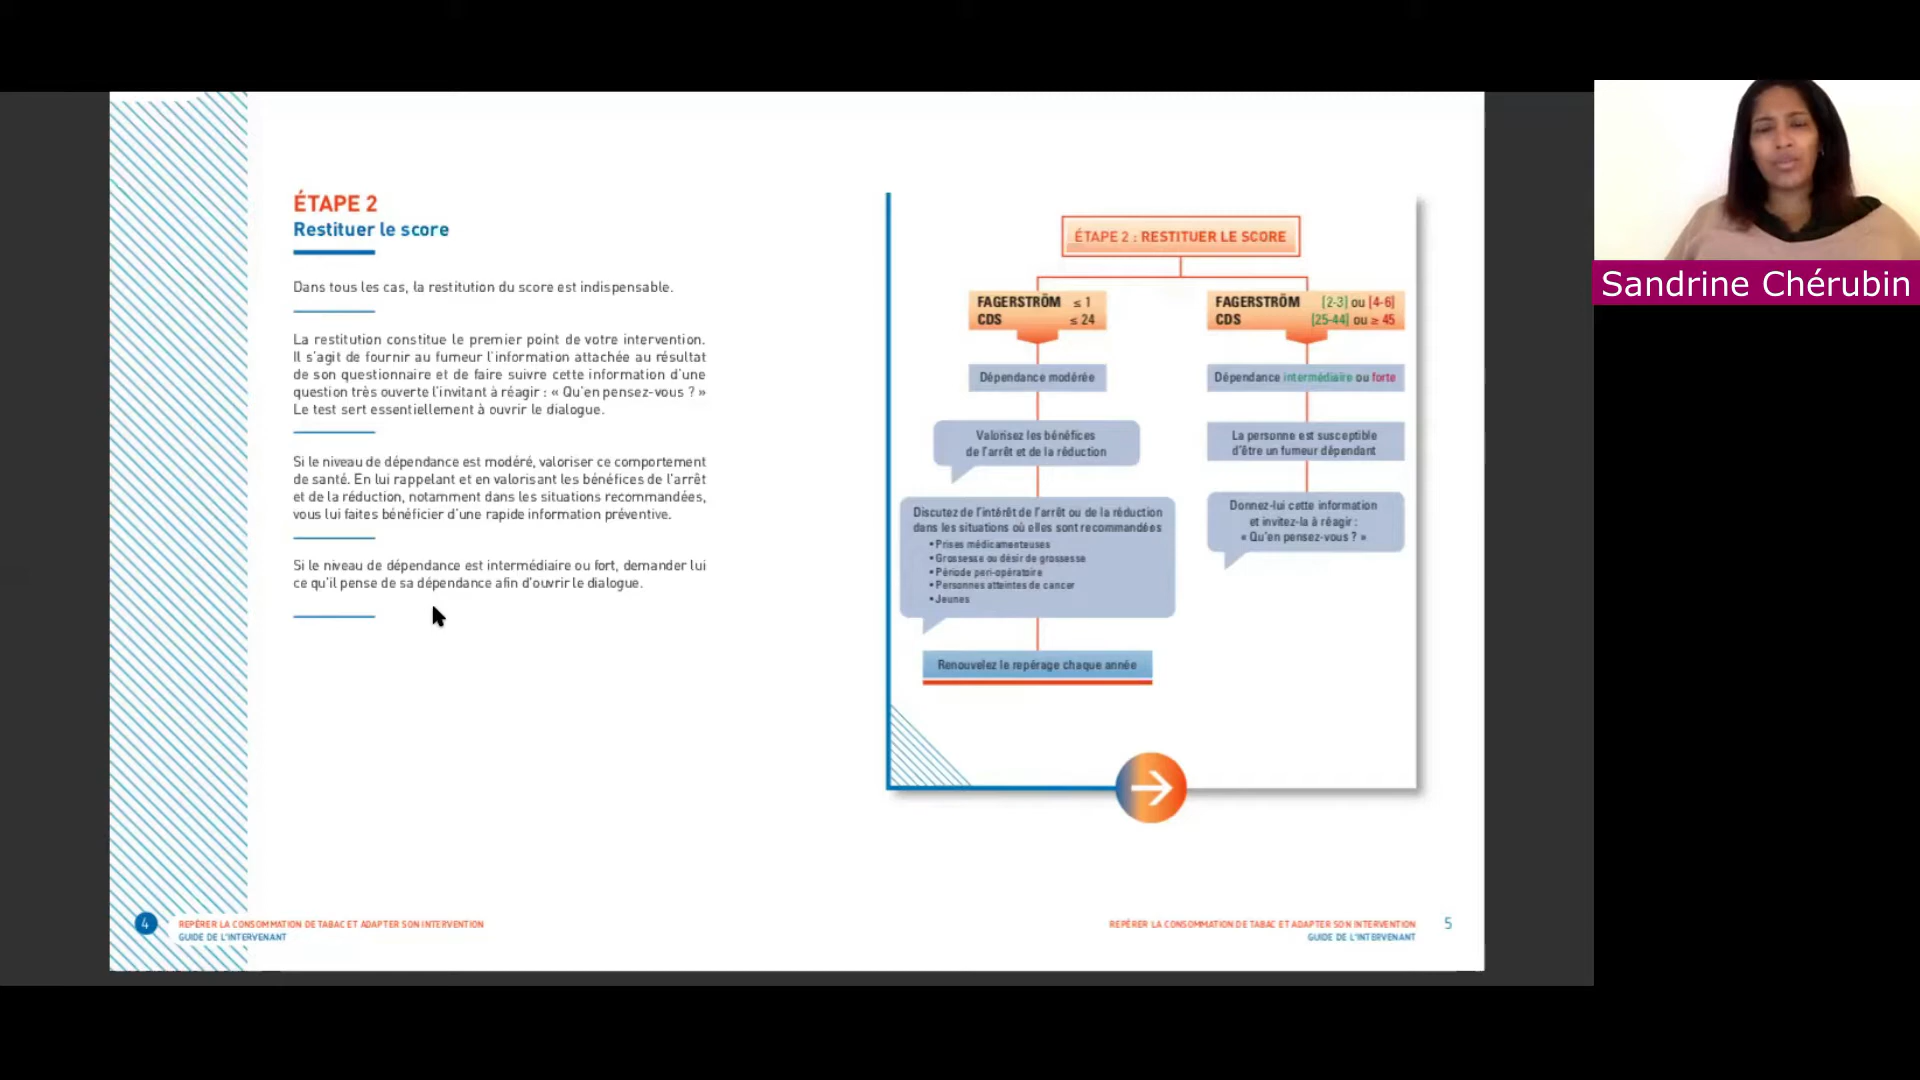 ÉTAPE 2
Restituer le score
Dans tous les cas, la restitution du score est indispensable.
La restitution constitue le premier point de votre intervention.
Il s'agit de fournir au fumeur l'information attachée au résultat
de son questionnaire et de faire suivre cette information d'une
question très ouverte l'invitant à réagir : « Qu'en pensez-vous ? »
Le test sert essentiellement à ouvrir le dialogue.
Si le niveau de dépendance est modéré, valoriser ce comportement
de santé. En lui rappelant et en valorisant les bénéfices de l'arrêt
et de la réduction, notamment dans les situations recommandées,
vous lui faites bénéficier d'une rapide information préventive.
Si le niveau de dépendance est intermédiaire ou fort, demander lui
ce qu'il pense de sa dépendance afin d'ouvrir le dialogue.
4
REPÉRER LA CONSOMMATION DE TABAC ET ADAPTER SON INTERVENTION
GUIDE DE L'INTERVENANT
ÉTAPE 2 : RESTITUER LE SCORE
FAGERSTRÖM ≤ 1
CDS ≤ 24
Dépendance modérée
Valorisez les bénéfices
de l'arrêt et de la réduction
Discutez de l'intérêt de l'arrêt ou de la réduction
dans les situations où elles sont recommandées
• Prises médicamenteuses
• Grossesse ou désir de grossesse
• Période peri-opératoire
• Personnes atteintes de cancer
• Jeunes
Renouvelez le repérage chaque année
FAGERSTRÖM [2-3] ou [4-6]
CDS [25-44] ou ≥ 45
Dépendance intermédiaire ou forte
La personne est susceptible
d'être un fumeur dépendant
Donnez-lui cette information
et invitez-la à réagir :
« Qu'en pensez-vous ? »
REPÉRER LA CONSOMMATION DE TABAC ET ADAPTER SON INTERVENTION
GUIDE DE L'INTERVENANT
5
Sandrine Chérubin